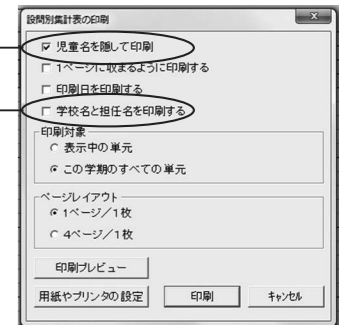 設問別集計表の印刷
児童名を隠して印刷
1ページに収まるように印刷する
印刷日を印刷する
学校名と担任名を印刷する
印刷対象
表示中の単元
この学期のすべての単元
ページレイアウト
1ページ/1枚
4ページ/1枚
印刷プレビュー
用紙やプリンタの設定 印刷 キャンセル